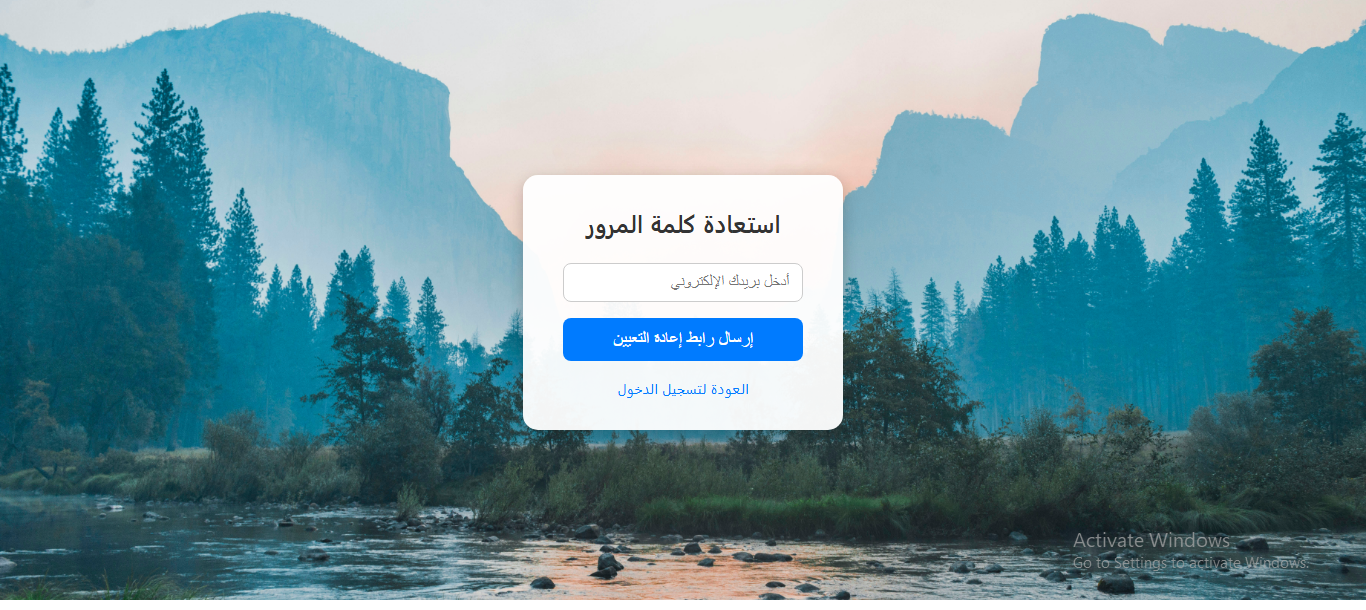 استعادة كلمة المرور
أدخل بريدك الإلكتروني
إرسال رابط إعادة التعيين
العودة لتسجيل الدخول
Activate Windows
Go to Settings to activate Windows.